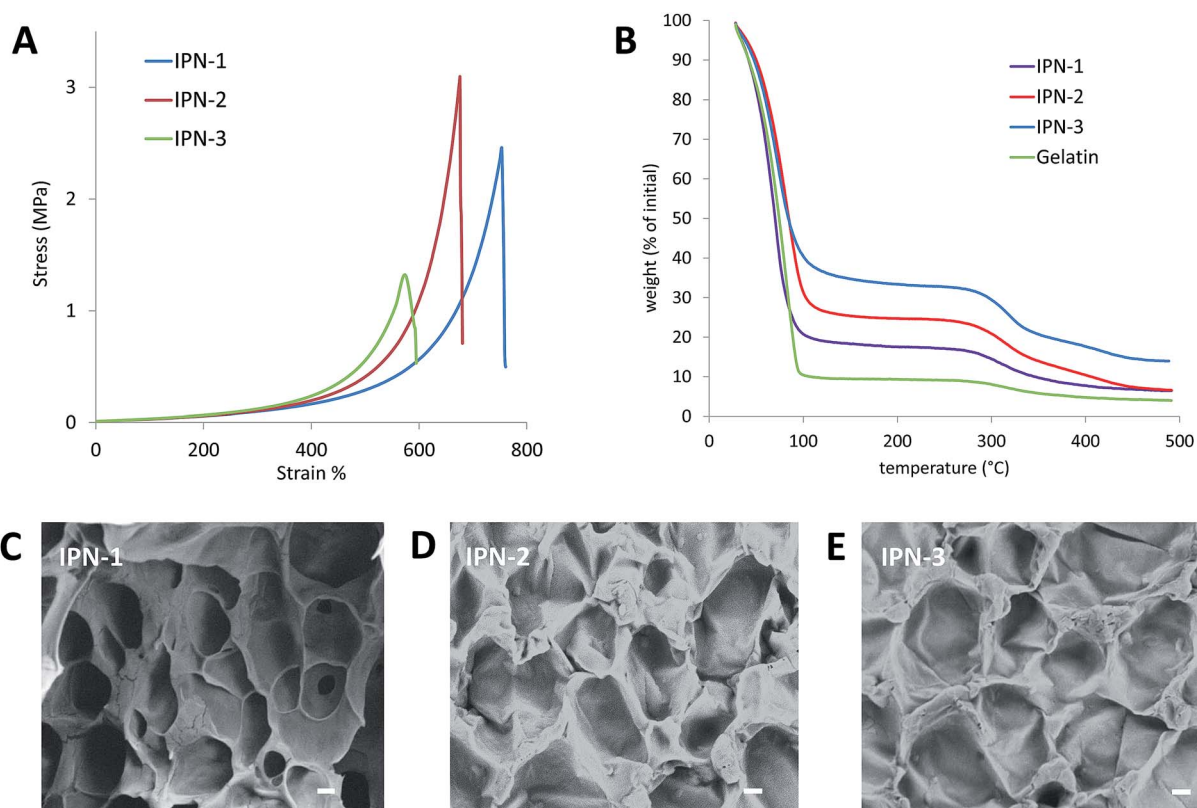 A
IPN-1
IPN-2
IPN-3
3
2
1
0
Stress (MPa)
0 200 400 600 800
Strain %
B
IPN-1
IPN-2
IPN-3
Gelatin
100
90
80
70
60
50
40
30
20
10
0
weight (% of initial)
0 100 200 300 400 500
temperature (°C)
C
IPN-1
D
IPN-2
E
IPN-3